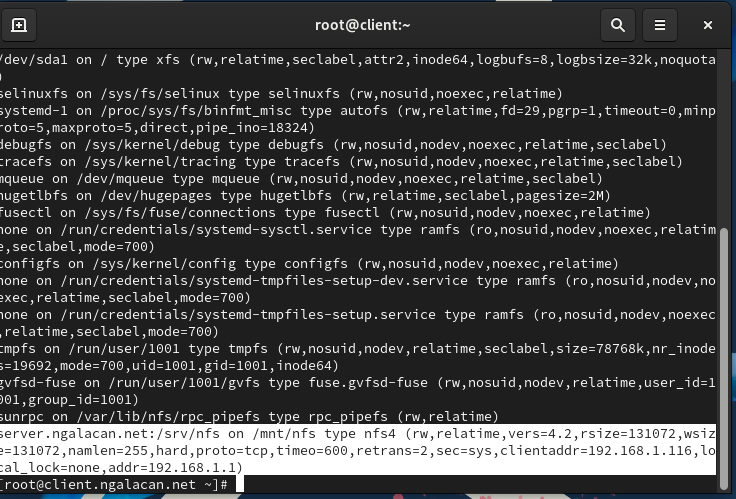 root@client:~
/dev/sda1 on / type xfs (rw,relatime,seclabel,attr2,inode64,logbufs=8,logbsize=32k,noquota
)
selinuxfs on /sys/fs/selinux type selinuxfs (rw,nosuid,noexec,relatime)
systemd-1 on /proc/sys/fs/binfmt_misc type autofs (rw,relatime,fd=29,pgrp=1,timeout=0,minp
roto=5,maxproto=5,direct,pipe_ino=18324)
debugfs on /sys/kernel/debug type debugfs (rw,nosuid,nodev,noexec,relatime,seclabel)
tracefs on /sys/kernel/tracing type tracefs (rw,nosuid,nodev,noexec,relatime,seclabel)
mqueue on /dev/mqueue type mqueue (rw,nosuid,nodev,noexec,relatime,seclabel)
hugetlbfs on /dev/hugepages type hugetlbfs (rw,relatime,seclabel,pagesize=2M)
fusectl on /sys/fs/fuse/connections type fusectl (rw,nosuid,nodev,noexec,relatime)
none on /run/credentials/systemd-sysctl.service type ramfs (ro,nosuid,nodev,noexec,relatim
e,seclabel,mode=700)
configfs on /sys/kernel/config type configfs (rw,nosuid,nodev,noexec,relatime)
none on /run/credentials/systemd-tmpfiles-setup-dev.service type ramfs (ro,nosuid,nodev,no
exec,relatime,seclabel,mode=700)
none on /run/credentials/systemd-tmpfiles-setup.service type ramfs (ro,nosuid,nodev,noexec
,relatime,seclabel,mode=700)
tmpfs on /run/user/1001 type tmpfs (rw,nosuid,nodev,relatime,seclabel,size=78768k,nr_inode
s=19692,mode=700,uid=1001,gid=1001,inode64)
gvfsd-fuse on /run/user/1001/gvfs type fuse.gvfsd-fuse (rw,nosuid,nodev,relatime,user_id=1
001,group_id=1001)
sunrpc on /var/lib/nfs/rpc_pipefs type rpc_pipefs (rw,relatime)
server.ngalacan.net:/srv/nfs on /mnt/nfs type nfs4 (rw,relatime,vers=4.2,rsize=131072,wsiz
e=131072,namlen=255,hard,proto=tcp,timeo=600,retrans=2,sec=sys,clientaddr=192.168.1.116,lo
cal_lock=none,addr=192.168.1.1)
[root@client.ngalacan.net ~]#